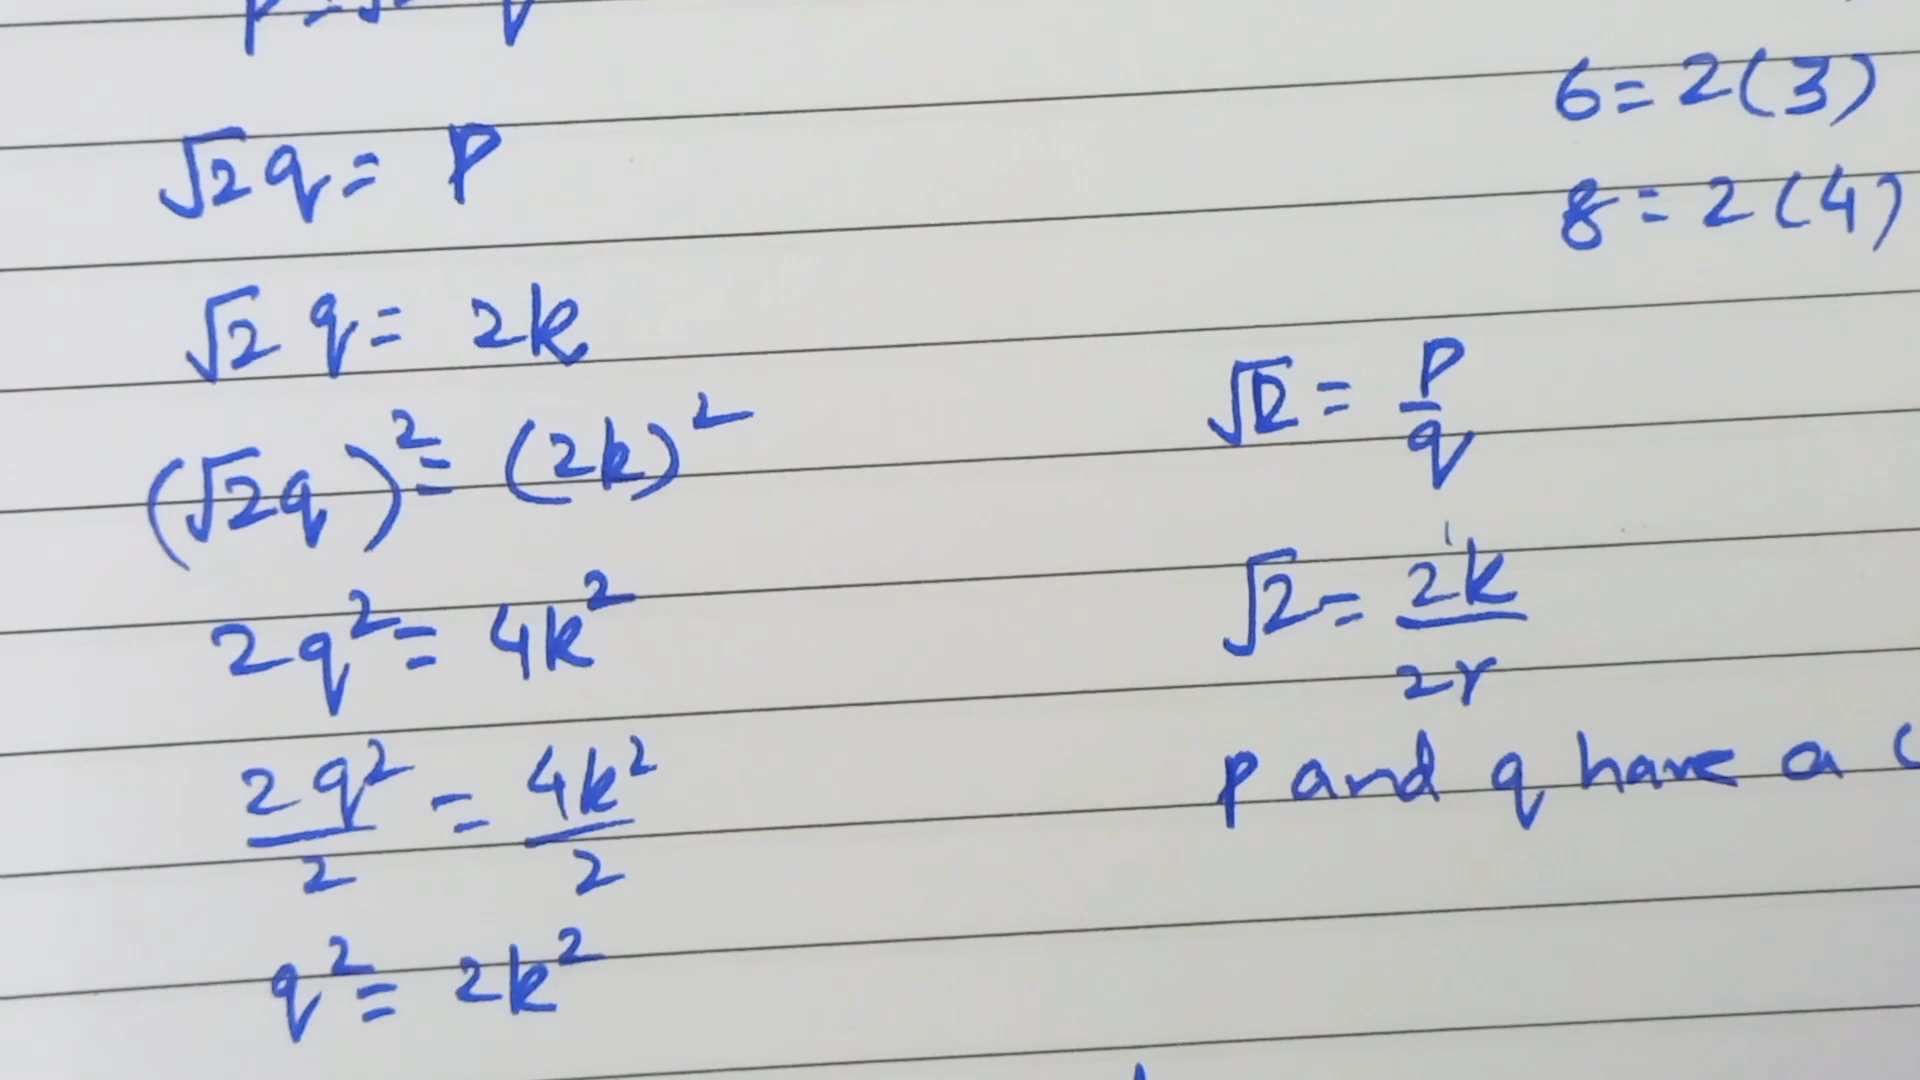 √2q = p
√2 q = 2k
(√2q)² = (2k)²
2q² = 4k²
2q²/2 = 4k²/2
q² = 2k²
6 = 2(3)
8 = 2(4)
√2 = p/q
√2 = 2k/2r
p and q have a